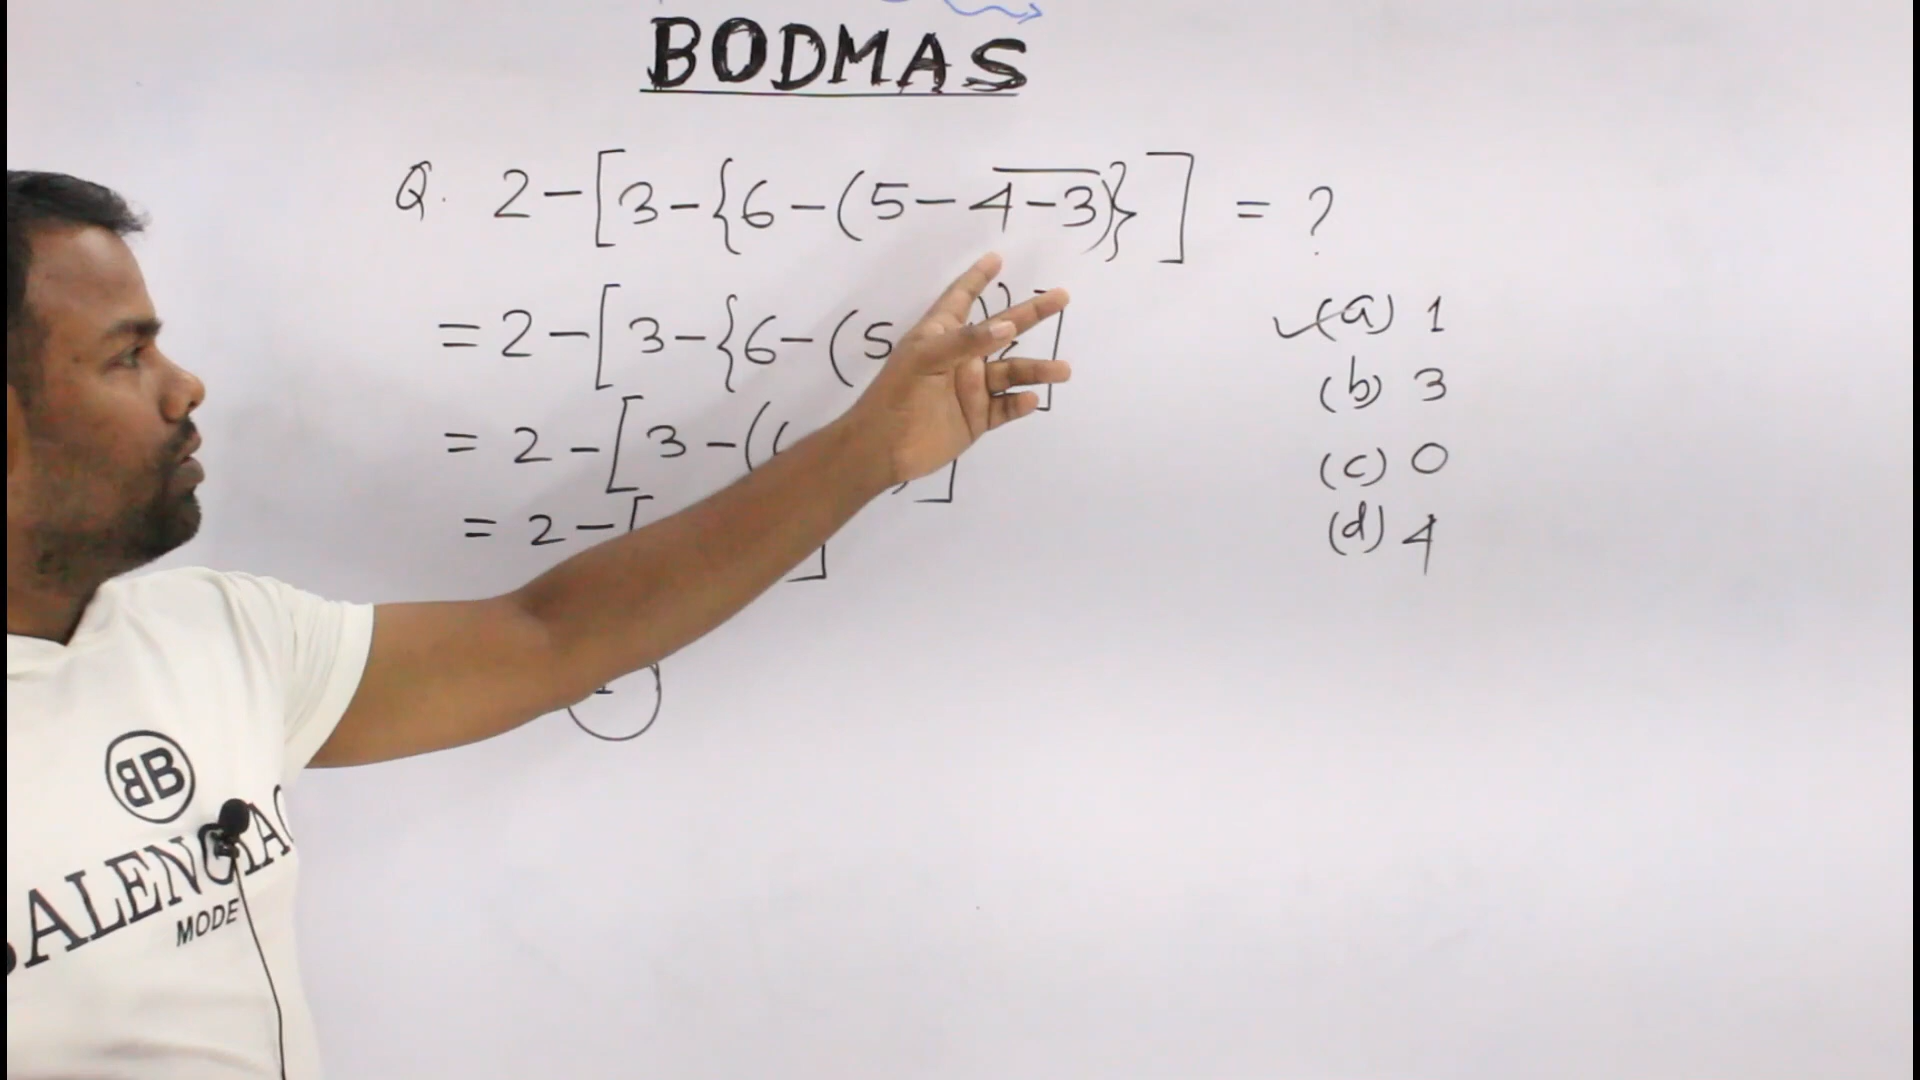 BODMAS
Q. 2-[3-{6-(5-4̅-̅3̅)}] = ?
= 2-[3-{6-(5 )}]
= 2-[3-( ]
= 2-[ ]
(a) 1
(b) 3
(c) 0
(d) 4
BB
ALENCIAG
MODE